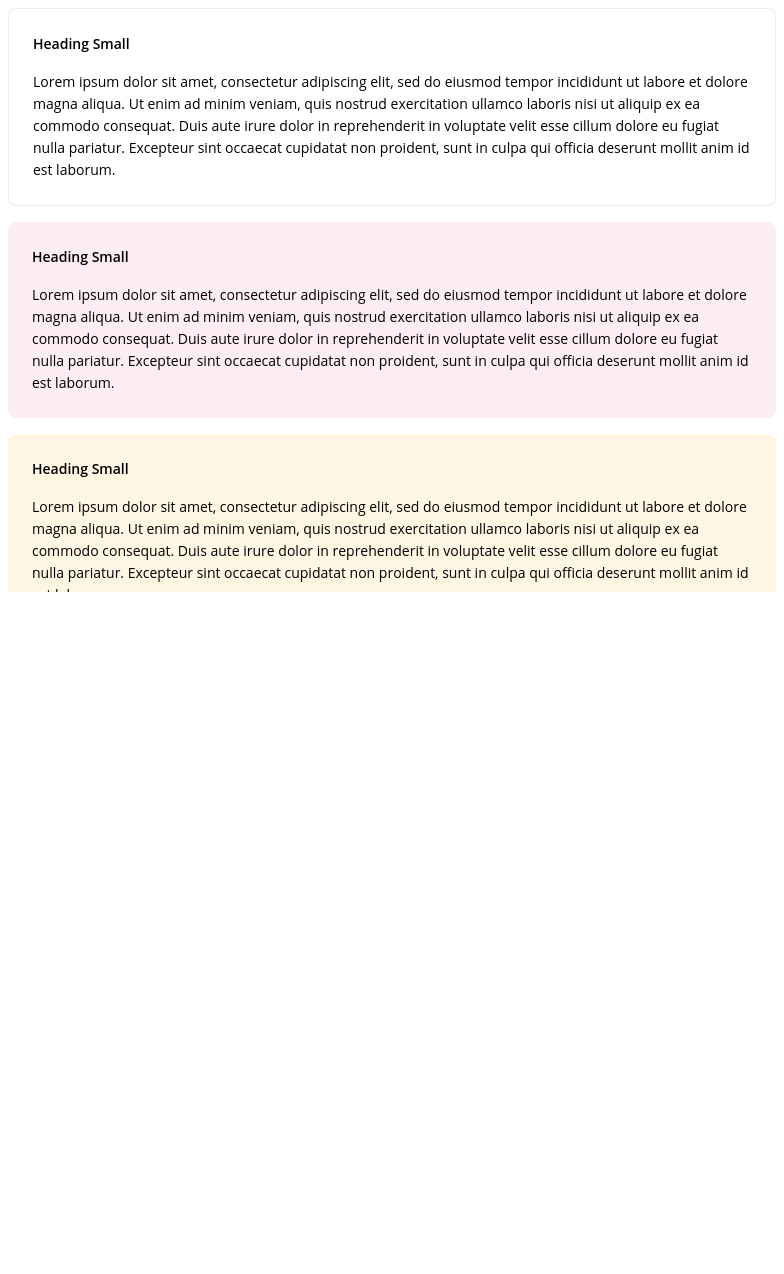 Heading Small
Lorem ipsum dolor sit amet, consectetur adipiscing elit, sed do eiusmod tempor incididunt ut labore et dolore
magna aliqua. Ut enim ad minim veniam, quis nostrud exercitation ullamco laboris nisi ut aliquip ex ea
commodo consequat. Duis aute irure dolor in reprehenderit in voluptate velit esse cillum dolore eu fugiat
nulla pariatur. Excepteur sint occaecat cupidatat non proident, sunt in culpa qui officia deserunt mollit anim id
est laborum.
Heading Small
Lorem ipsum dolor sit amet, consectetur adipiscing elit, sed do eiusmod tempor incididunt ut labore et dolore
magna aliqua. Ut enim ad minim veniam, quis nostrud exercitation ullamco laboris nisi ut aliquip ex ea
commodo consequat. Duis aute irure dolor in reprehenderit in voluptate velit esse cillum dolore eu fugiat
nulla pariatur. Excepteur sint occaecat cupidatat non proident, sunt in culpa qui officia deserunt mollit anim id
est laborum.
Heading Small
Lorem ipsum dolor sit amet, consectetur adipiscing elit, sed do eiusmod tempor incididunt ut labore et dolore
magna aliqua. Ut enim ad minim veniam, quis nostrud exercitation ullamco laboris nisi ut aliquip ex ea
commodo consequat. Duis aute irure dolor in reprehenderit in voluptate velit esse cillum dolore eu fugiat
nulla pariatur. Excepteur sint occaecat cupidatat non proident, sunt in culpa qui officia deserunt mollit anim id